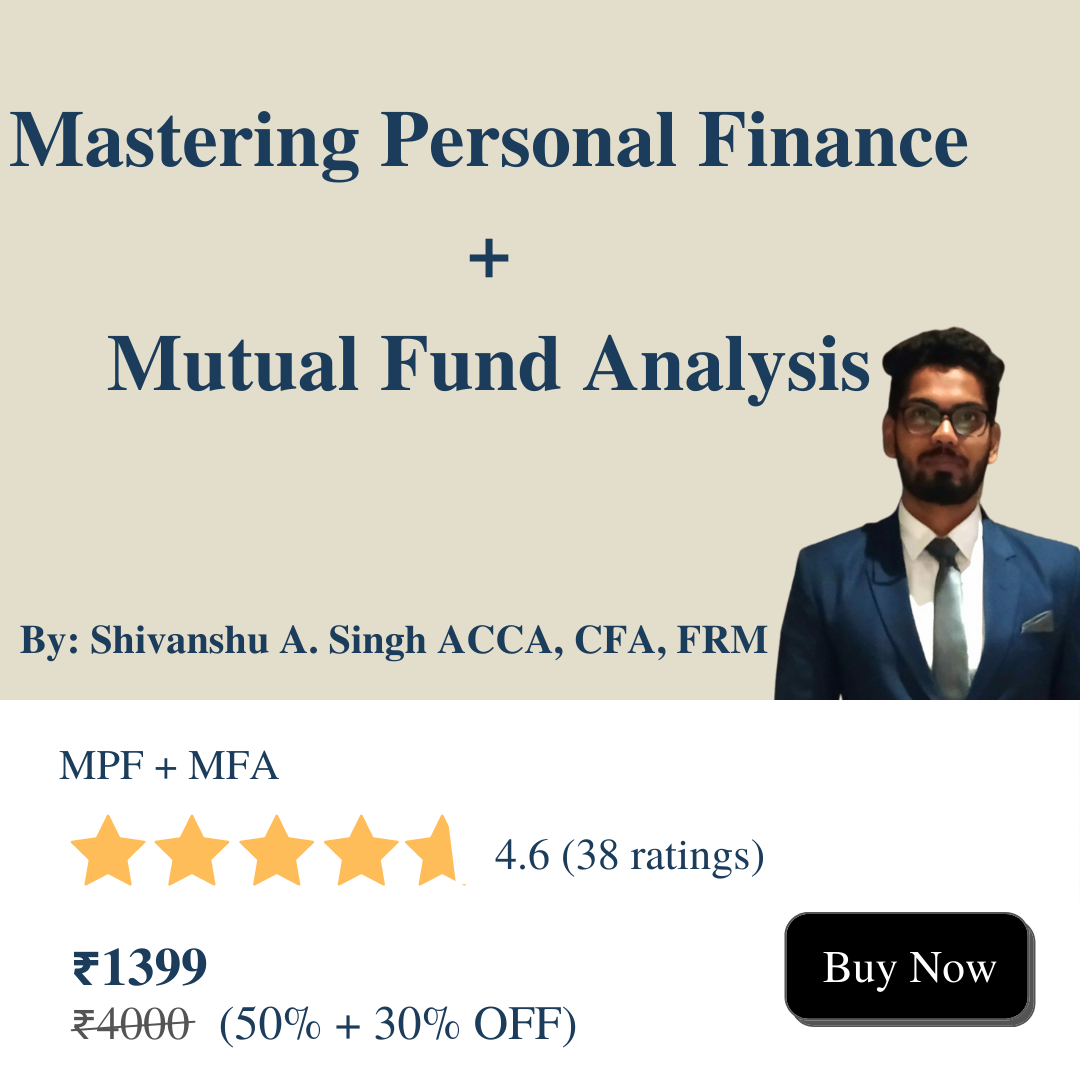 Mastering Personal Finance
+
Mutual Fund Analysis
By: Shivanshu A. Singh ACCA, CFA, FRM
MPF + MFA
4.6 (38 ratings)
₹1399
₹4000 (50% + 30% OFF)
Buy Now